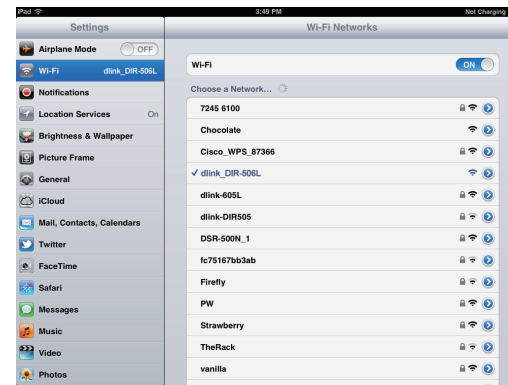 iPad 3:49 PM Not Charging
Settings
Wi-Fi Networks
Airplane Mode OFF
Wi-Fi dlink_DIR-506L
Notifications
Location Services On
Brightness & Wallpaper
Picture Frame
General
iCloud
Mail, Contacts, Calendars
Twitter
FaceTime
Safari
Messages
Music
Video
Photos
Wi-Fi ON
Choose a Network...
7245 6100
Chocolate
Cisco_WPS_87366
dlink_DIR-506L
dlink-605L
dlink-DIR505
DSR-500N_1
fc75167bb3ab
Firefly
PW
Strawberry
TheRack
vanilla